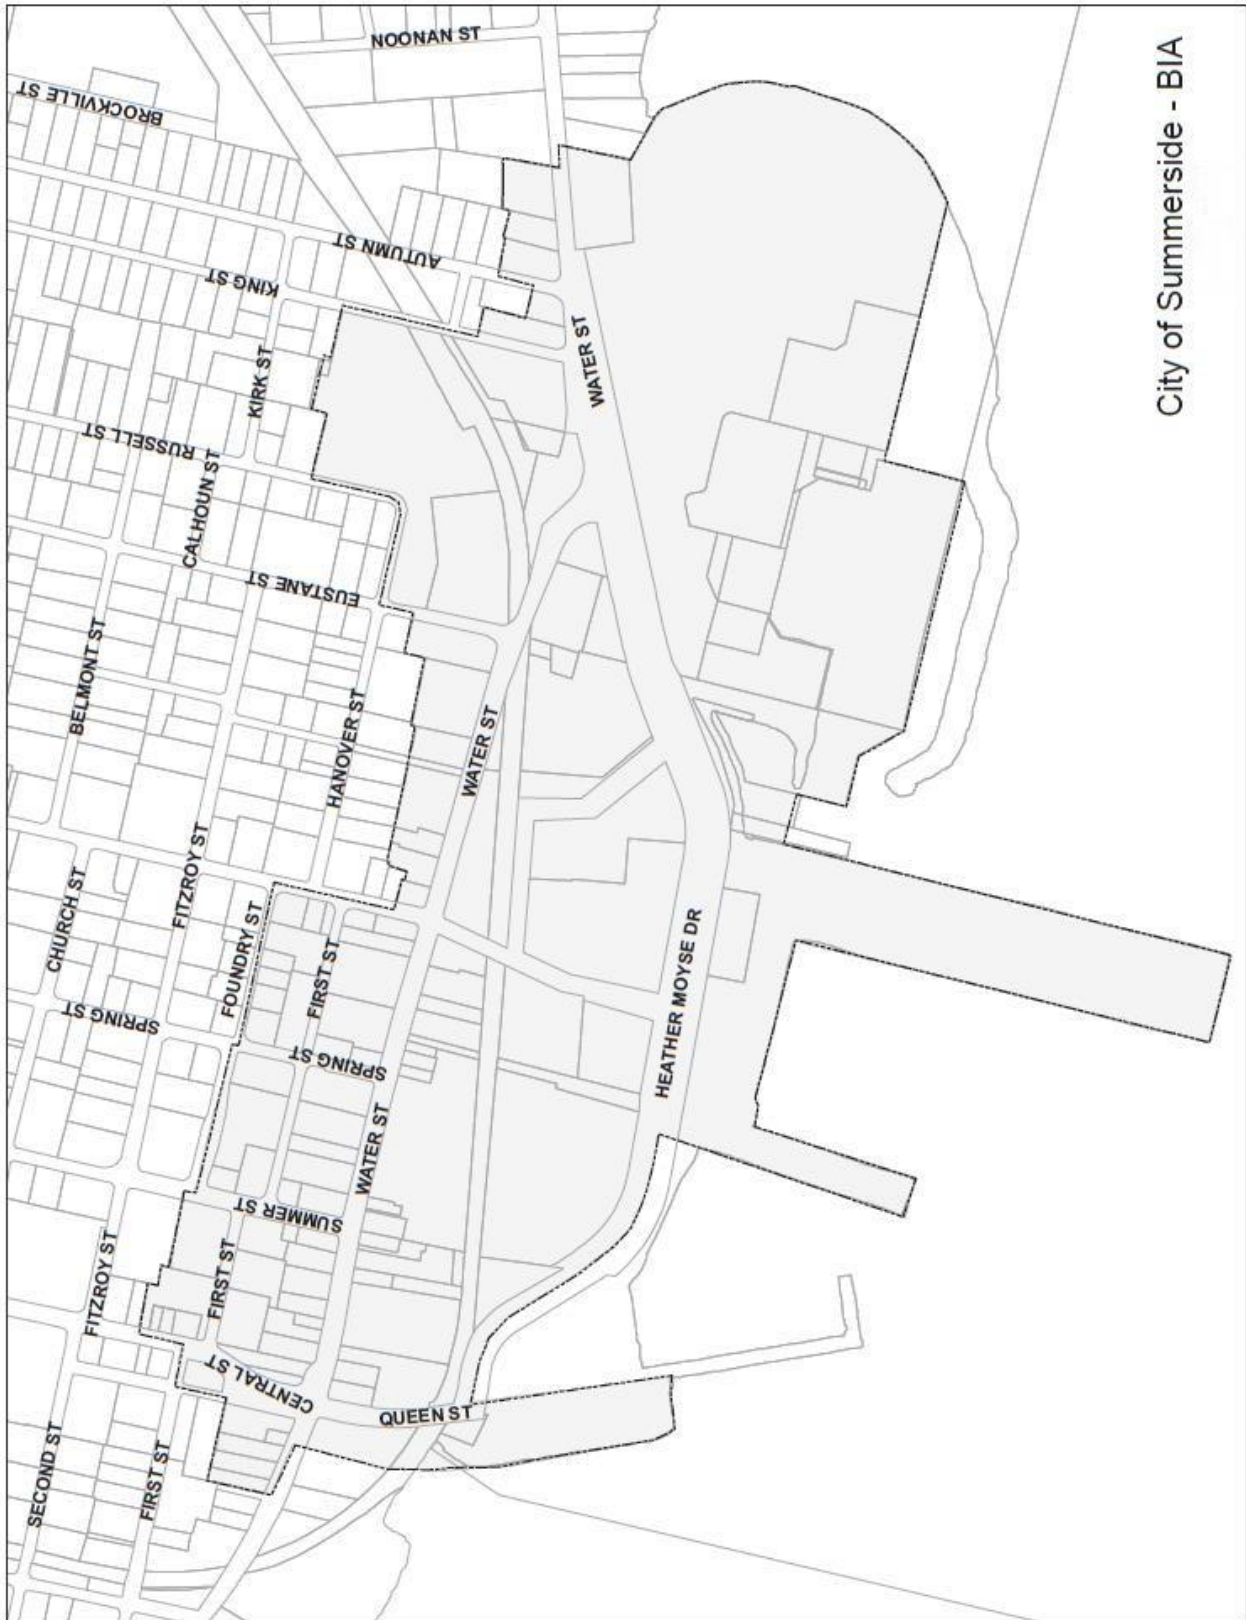 NOONAN ST
BROCKVILLE ST
AUTUMN ST
KING ST
WATER ST
KIRK ST
RUSSELL ST
CALHOUN ST
EUSTANE ST
BELMONT ST
HANOVER ST
WATER ST
FITZROY ST
CHURCH ST
FOUNDRY ST
FIRST ST
HEATHER MOYSE DR
SPRING ST
SPRING ST
WATER ST
SUMMER ST
FIRST ST
FITZROY ST
CENTRAL ST
QUEEN ST
SECOND ST
FIRST ST
City of Summerside - BIA